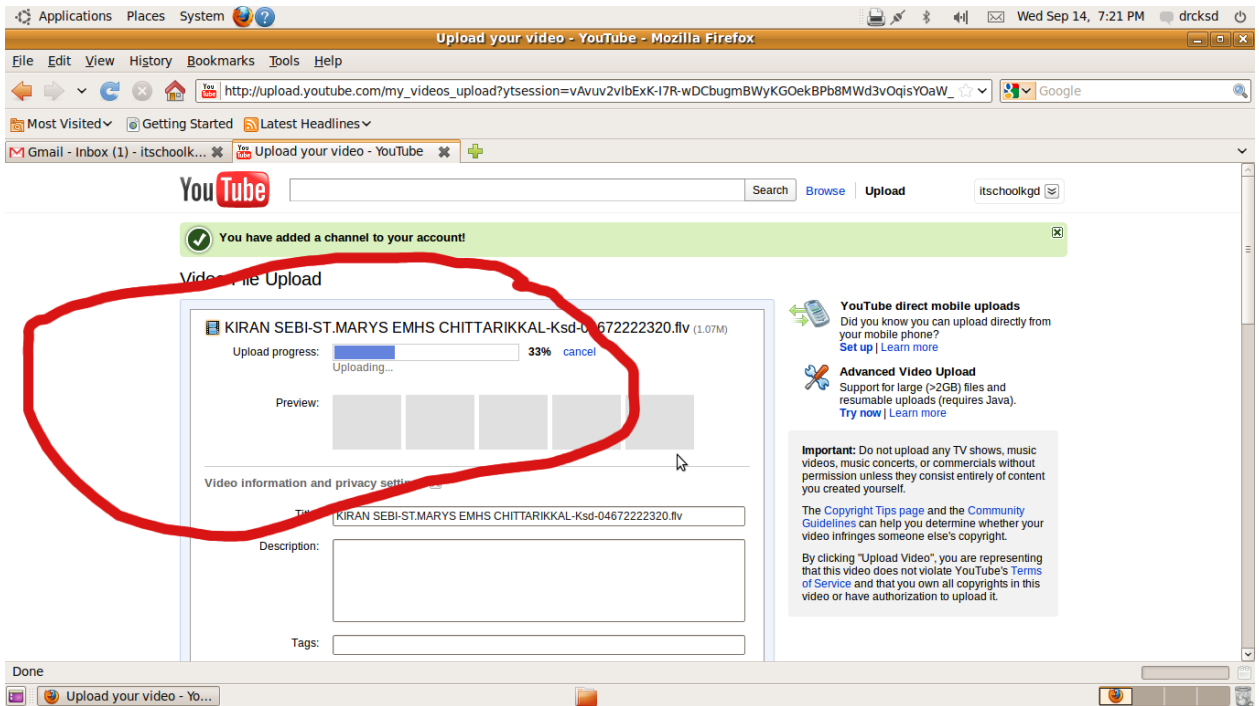 Applications Places System Wed Sep 14, 7:21 PM drcksd
Upload your video - YouTube - Mozilla Firefox
File Edit View History Bookmarks Tools Help
http://upload.youtube.com/my_videos_upload?ytsession=vAvuv2vIbExK-I7R-wDCbugmBWyKGOekBPb8MWd3vOqisYOaW_ Google
Most Visited Getting Started Latest Headlines
Gmail - Inbox (1) - itschoolk... Upload your video - YouTube
YouTube Search Browse Upload itschoolkgd
You have added a channel to your account!
Video File Upload
KIRAN SEBI-ST.MARYS EMHS CHITTARIKKAL-Ksd-04672222320.flv (1.07M)
Upload progress: 33% cancel
Uploading...
Preview:
Video information and privacy settings
Title: KIRAN SEBI-ST.MARYS EMHS CHITTARIKKAL-Ksd-04672222320.flv
Description:
Tags:
YouTube direct mobile uploads
Did you know you can upload directly from
your mobile phone?
Set up | Learn more
Advanced Video Upload
Support for large (>2GB) files and
resumable uploads (requires Java).
Try now | Learn more
Important: Do not upload any TV shows, music
videos, music concerts, or commercials without
permission unless they consist entirely of content
you created yourself.
The Copyright Tips page and the Community
Guidelines can help you determine whether your
video infringes someone else's copyright.
By clicking "Upload Video", you are representing
that this video does not violate YouTube's Terms
of Service and that you own all copyrights in this
video or have authorization to upload it.
Done
Upload your video - Yo...